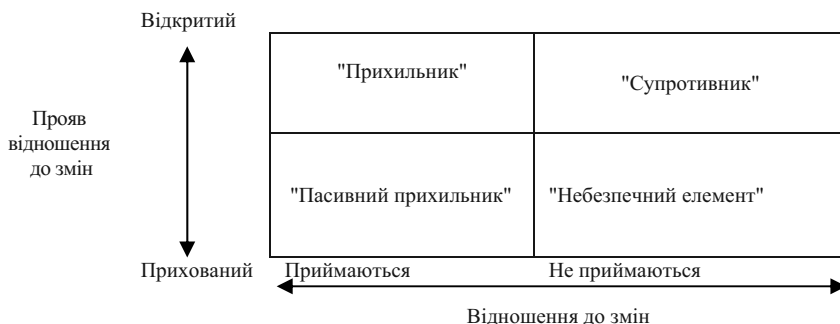 Відкритий
"Прихильник"
"Супротивник"
Прояв
відношення
до змін
"Пасивний прихильник"
"Небезпечний елемент"
Прихований
Приймаються
Не приймаються
Відношення до змін